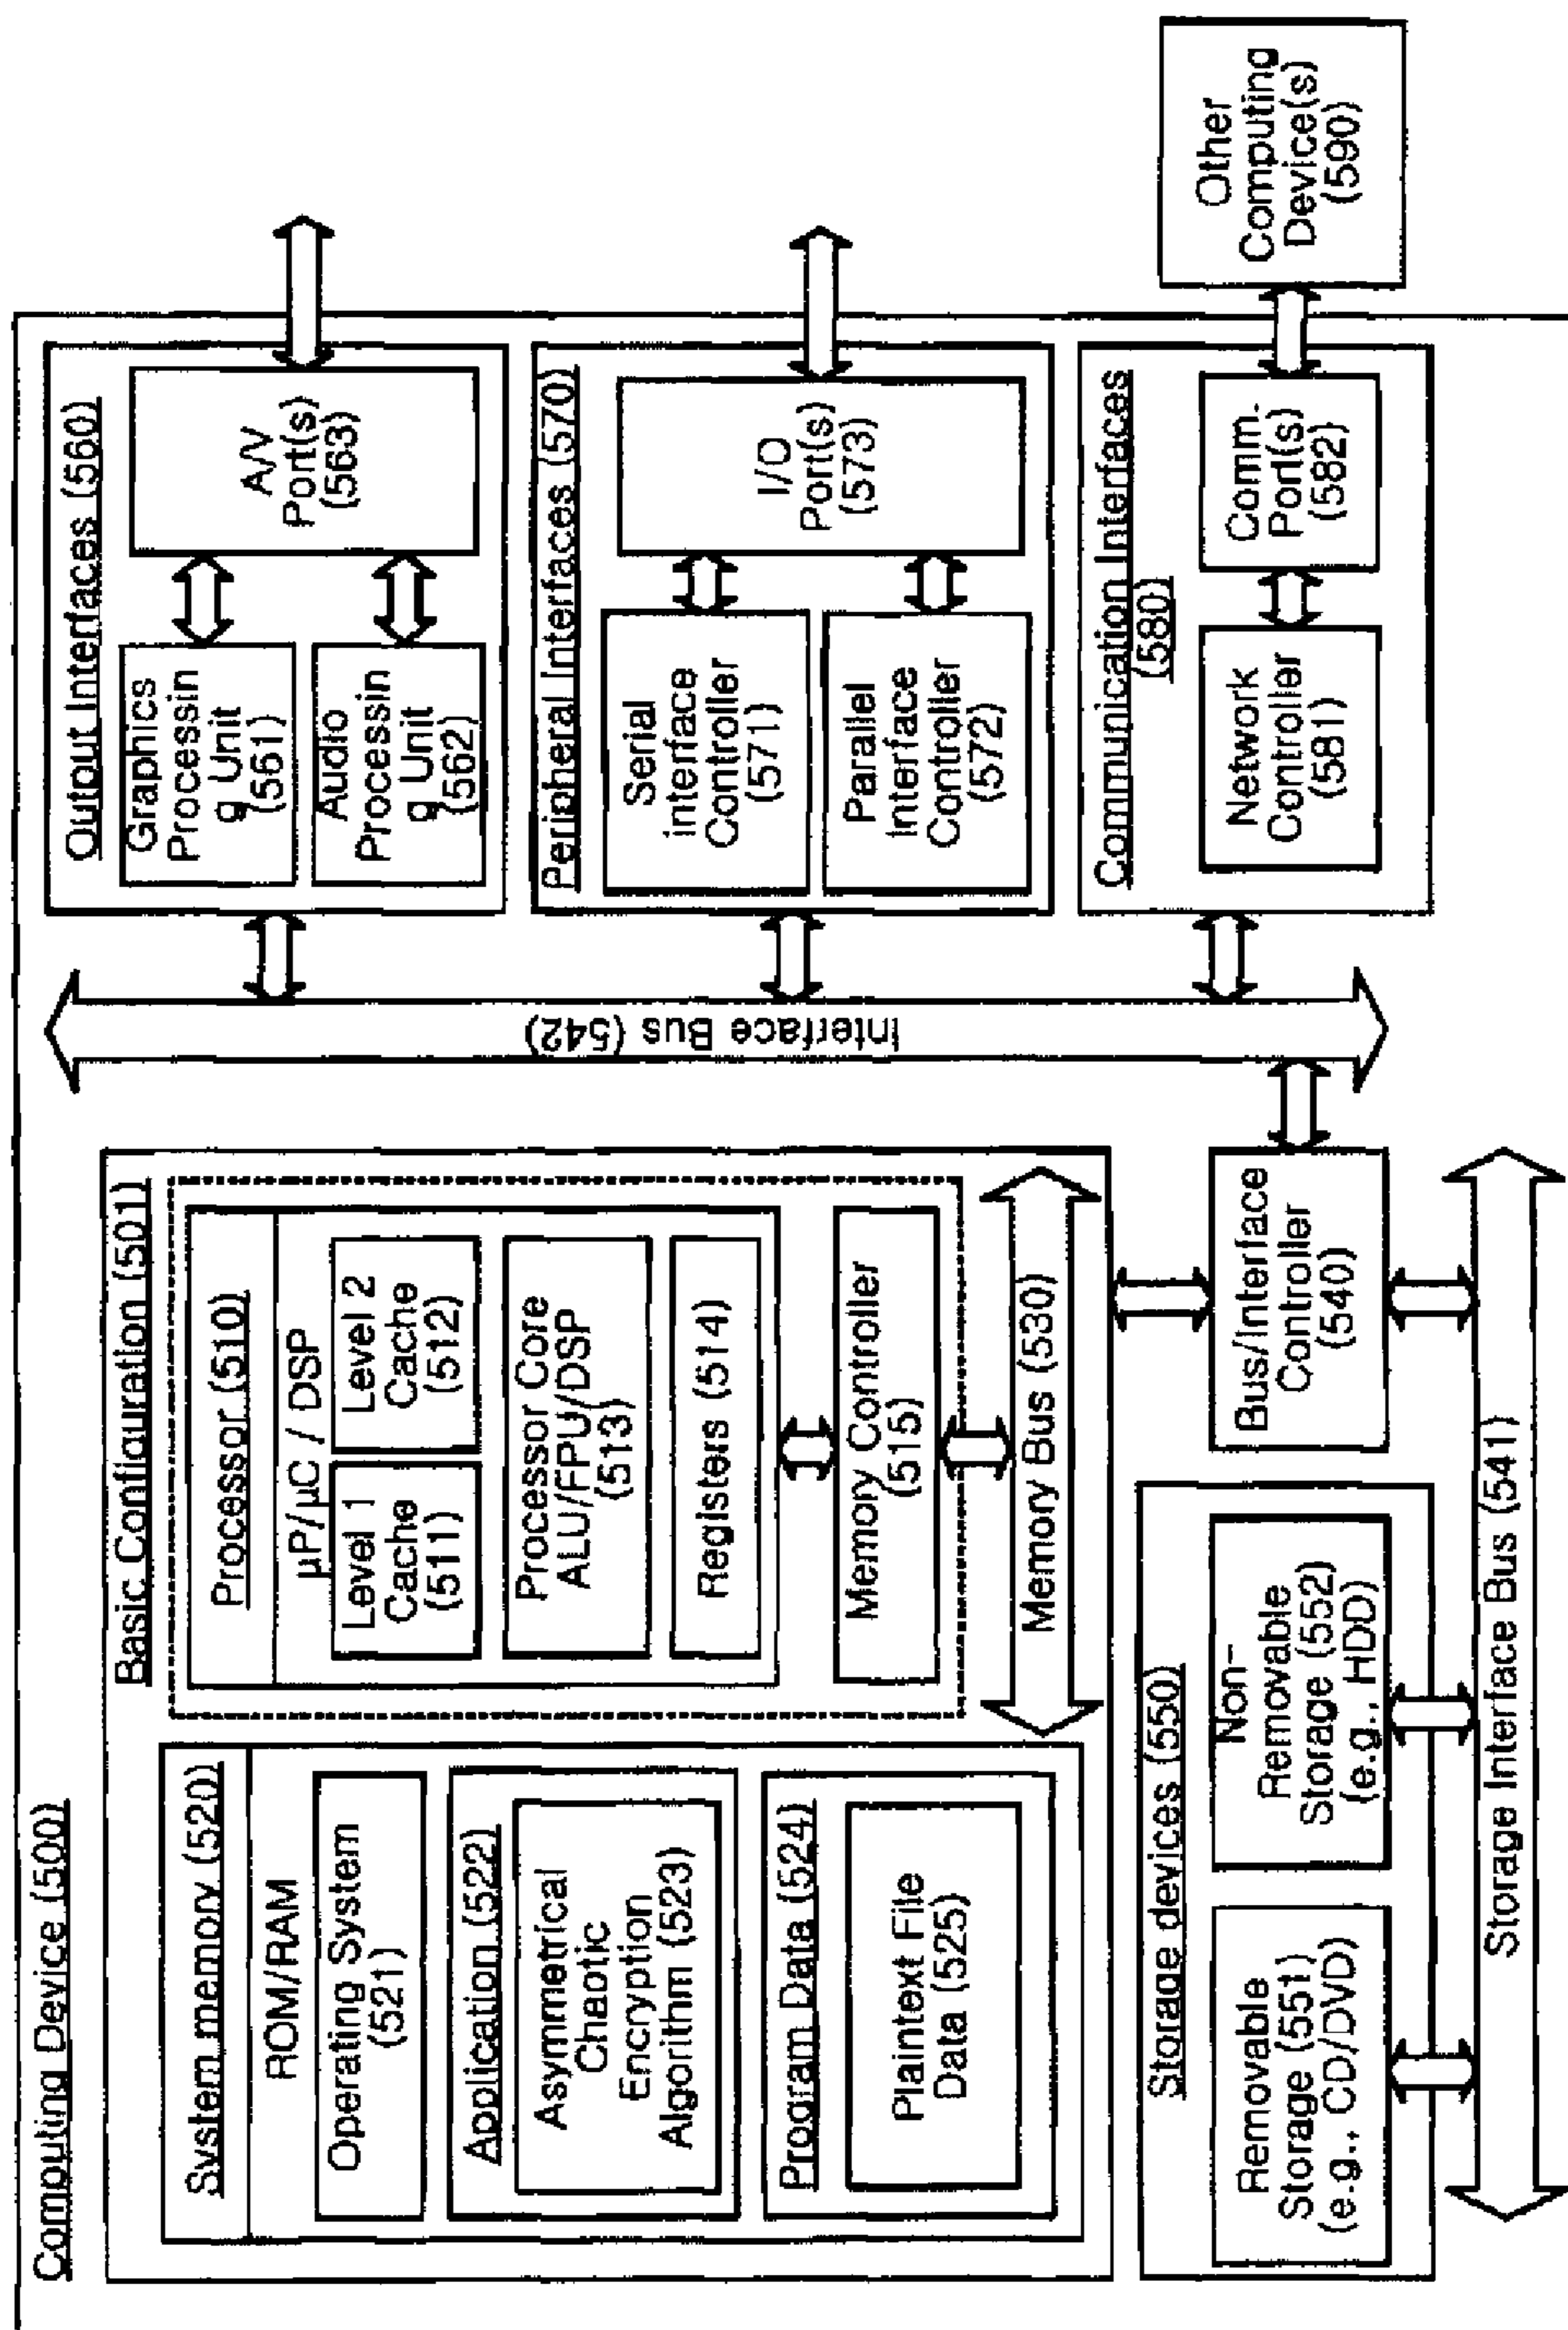 Computing Device (500)
Basic Configuration (501)
System memory (520)
ROM/RAM
Operating System
(521)
Application (522)
Asymmetrical
Chaotic
Encryption
Algorithm (523)
Program Data (524)
Plaintext File
Data (525)
Processor (510)
µP/µC / DSP
Level 1
Cache
(511)
Level 2
Cache
(512)
Processor Core
ALU/FPU/DSP
(513)
Registers (514)
Memory Controller
(515)
Memory Bus (530)
Storage devices (550)
Removable
Storage (551)
(e.g., CD/DVD)
Non-
Removable
Storage (552)
(e.g., HDD)
Bus/Interface
Controller
(540)
Storage Interface Bus (541)
Interface Bus (542)
Output Interfaces (560)
Graphics
Processin
g Unit
(561)
Audio
Processin
g Unit
(562)
A/V
Port(s)
(563)
Peripheral Interfaces (570)
Serial
interface
Controller
(571)
Parallel
Interface
Controller
(572)
I/O
Port(s)
(573)
Communication Interfaces
(580)
Network
Controller
(581)
Comm.
Port(s)
(582)
Other
Computing
Device(s)
(590)